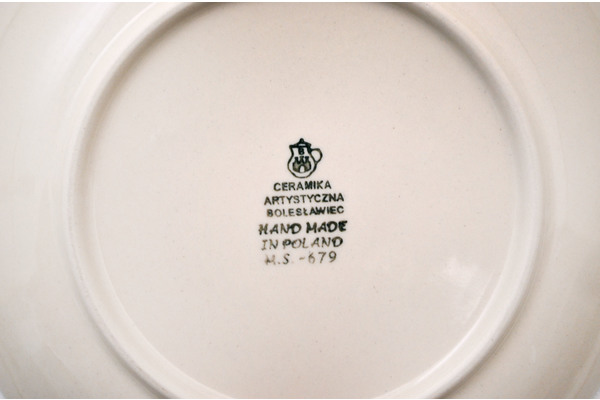 CERAMIKA
ARTYSTYCZNA
BOLESŁAWIEC
HAND MADE
IN POLAND
M.S. -679